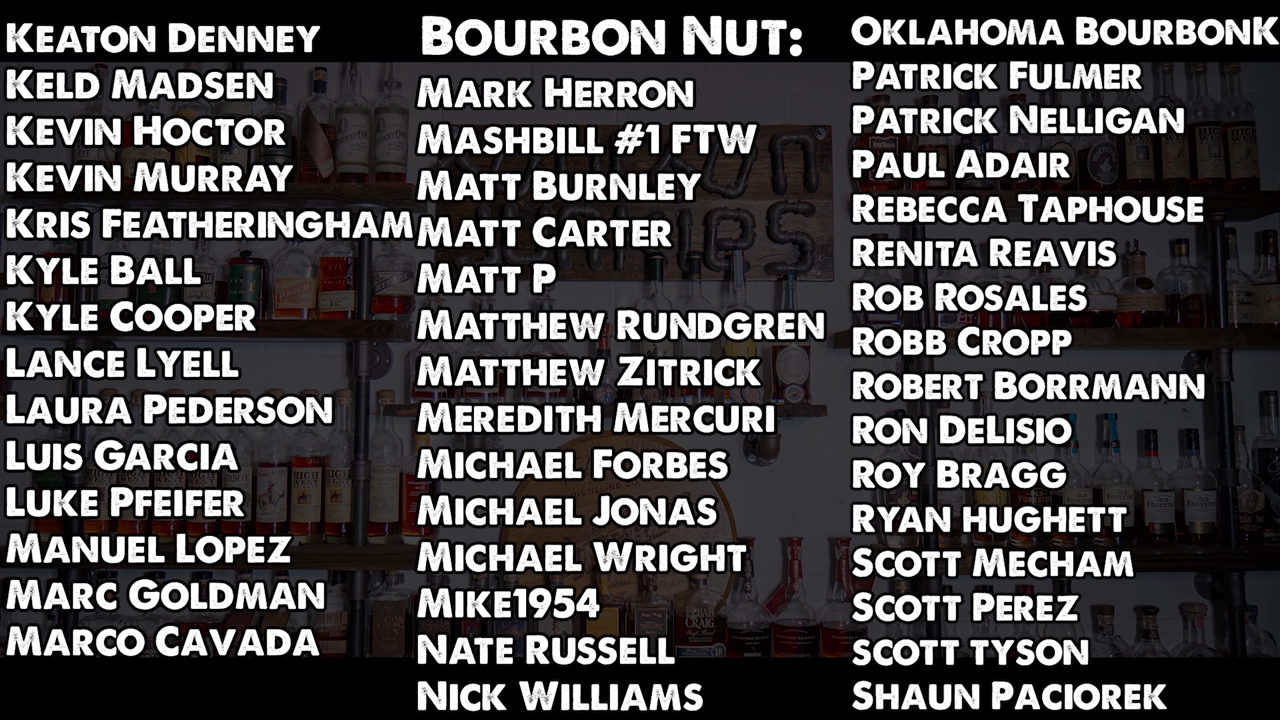 Keaton Denney
Keld Madsen
Kevin Hoctor
Kevin Murray
Kris Featheringham
Kyle Ball
Kyle Cooper
Lance Lyell
Laura Pederson
Luis Garcia
Luke Pfeifer
Manuel Lopez
Marc Goldman
Marco Cavada
Bourbon Nut:
Mark Herron
Mashbill #1 FTW
Matt Burnley
Matt Carter
Matt P
Matthew Rundgren
Matthew Zitrick
Meredith Mercuri
Michael Forbes
Michael Jonas
Michael Wright
Mike1954
Nate Russell
Nick Williams
Oklahoma BourbonK
Patrick Fulmer
Patrick Nelligan
Paul Adair
Rebecca Taphouse
Renita Reavis
Rob Rosales
Robb Cropp
Robert Borrmann
Ron DeLisio
Roy Bragg
Ryan Hughett
Scott Mecham
Scott Perez
Scott Tyson
Shaun Paciorek